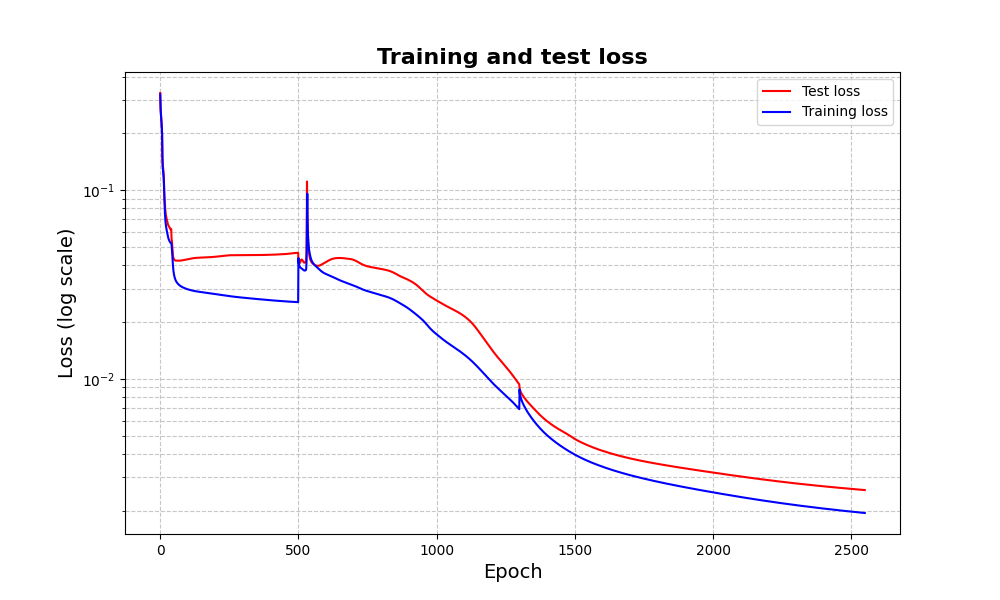 Training and test loss
Test loss
Training loss
10⁻¹
10⁻²
Loss (log scale)
0 500 1000 1500 2000 2500
Epoch